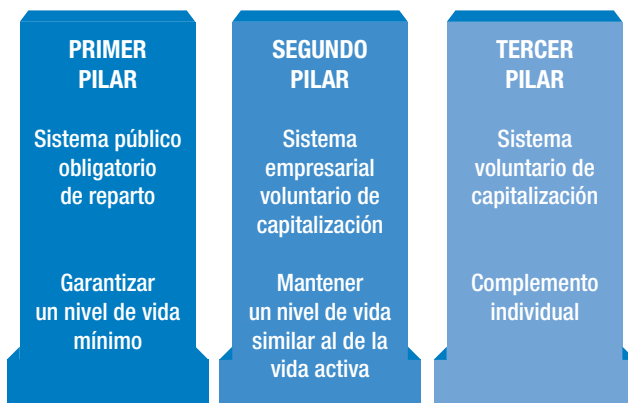 PRIMER
PILAR
Sistema público
obligatorio
de reparto
Garantizar
un nivel de vida
mínimo
SEGUNDO
PILAR
Sistema
empresarial
voluntario de
capitalización
Mantener
un nivel de vida
similar al de la
vida activa
TERCER
PILAR
Sistema
voluntario de
capitalización
Complemento
individual